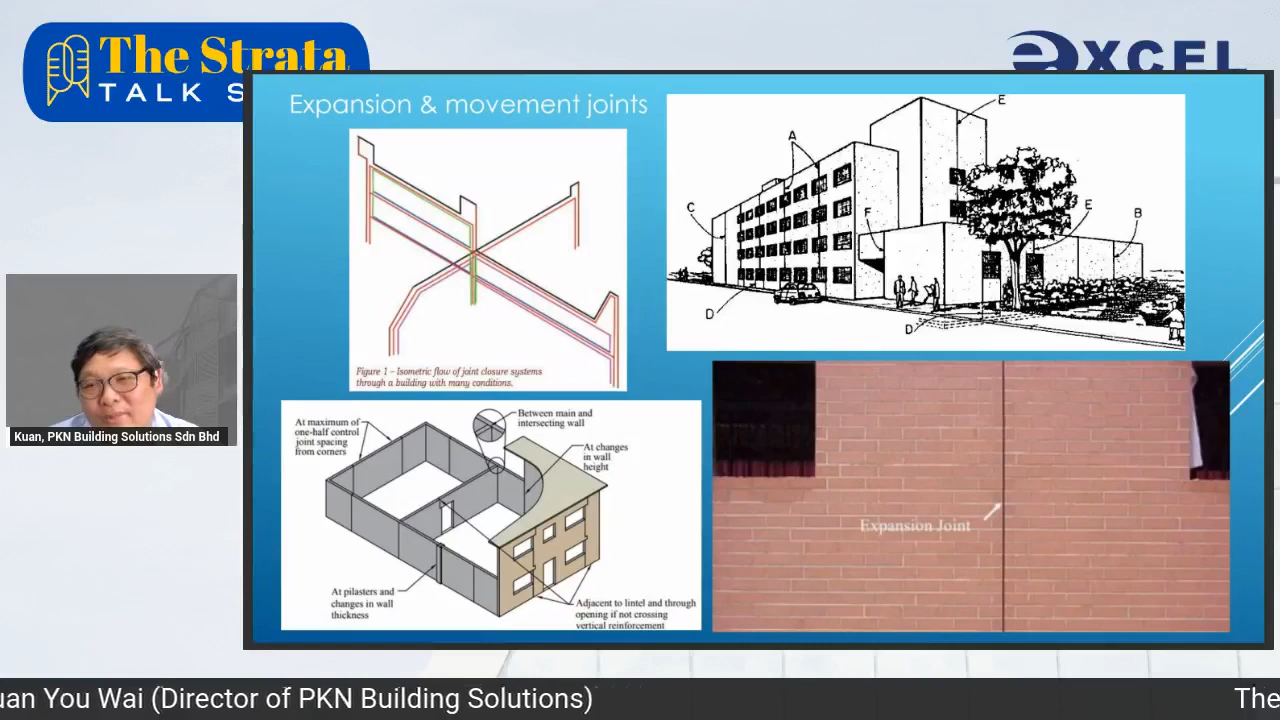 The Strata
TALK S
EXCEL
Expansion & movement joints
Figure 1 – Isometric flow of joint closure systems
through a building with many conditions.
A
E
C
F
E
B
D
D
At maximum of
one-half control
joint spacing
from corners
Between main and
intersecting wall
At changes
in wall
height
At pilasters and
changes in wall
thickness
Adjacent to lintel and through
opening if not crossing
vertical reinforcement
Expansion Joint
Kuan, PKN Building Solutions Sdn Bhd
uan You Wai (Director of PKN Building Solutions)
The